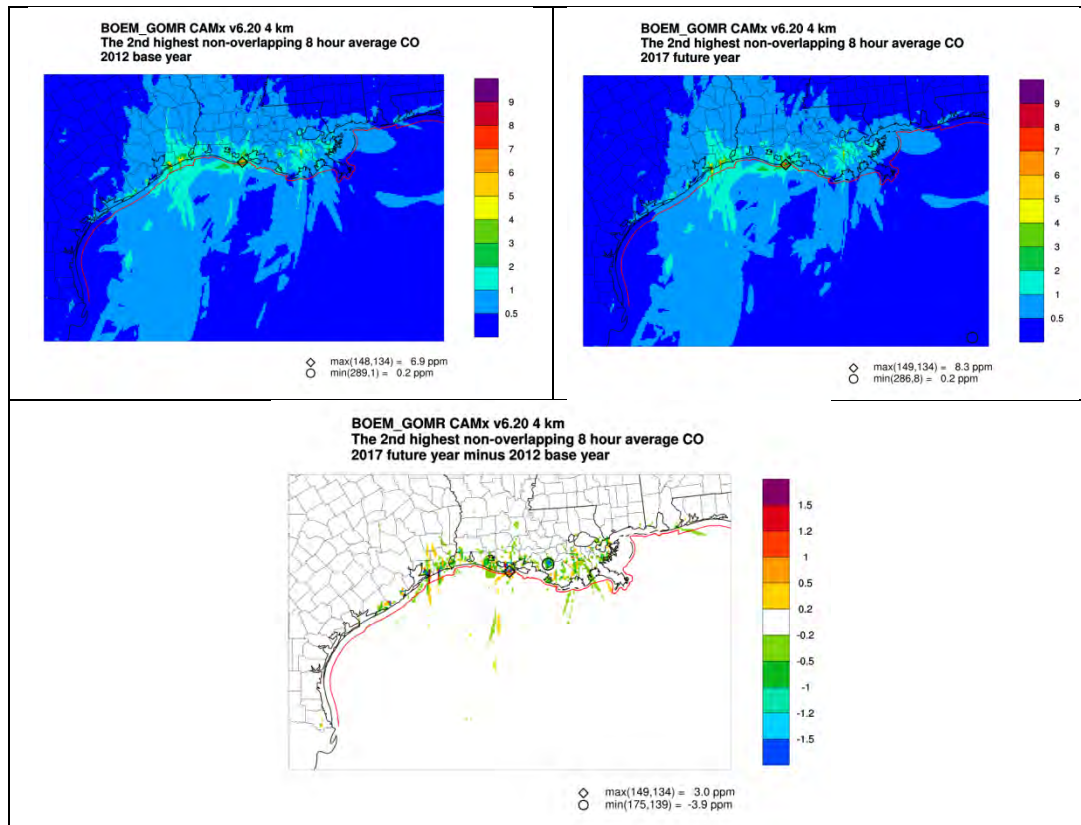 BOEM_GOMR CAMx v6.20 4 km
The 2nd highest non-overlapping 8 hour average CO
2012 base year
9
8
7
6
5
4
3
2
1
0.5
max(148,134) = 6.9 ppm
min(289,1) = 0.2 ppm
BOEM_GOMR CAMx v6.20 4 km
The 2nd highest non-overlapping 8 hour average CO
2017 future year
9
8
7
6
5
4
3
2
1
0.5
max(149,134) = 8.3 ppm
min(286,8) = 0.2 ppm
BOEM_GOMR CAMx v6.20 4 km
The 2nd highest non-overlapping 8 hour average CO
2017 future year minus 2012 base year
1.5
1.2
1
0.5
0.2
-0.2
-0.5
-1
-1.2
-1.5
max(149,134) = 3.0 ppm
min(175,139) = -3.9 ppm